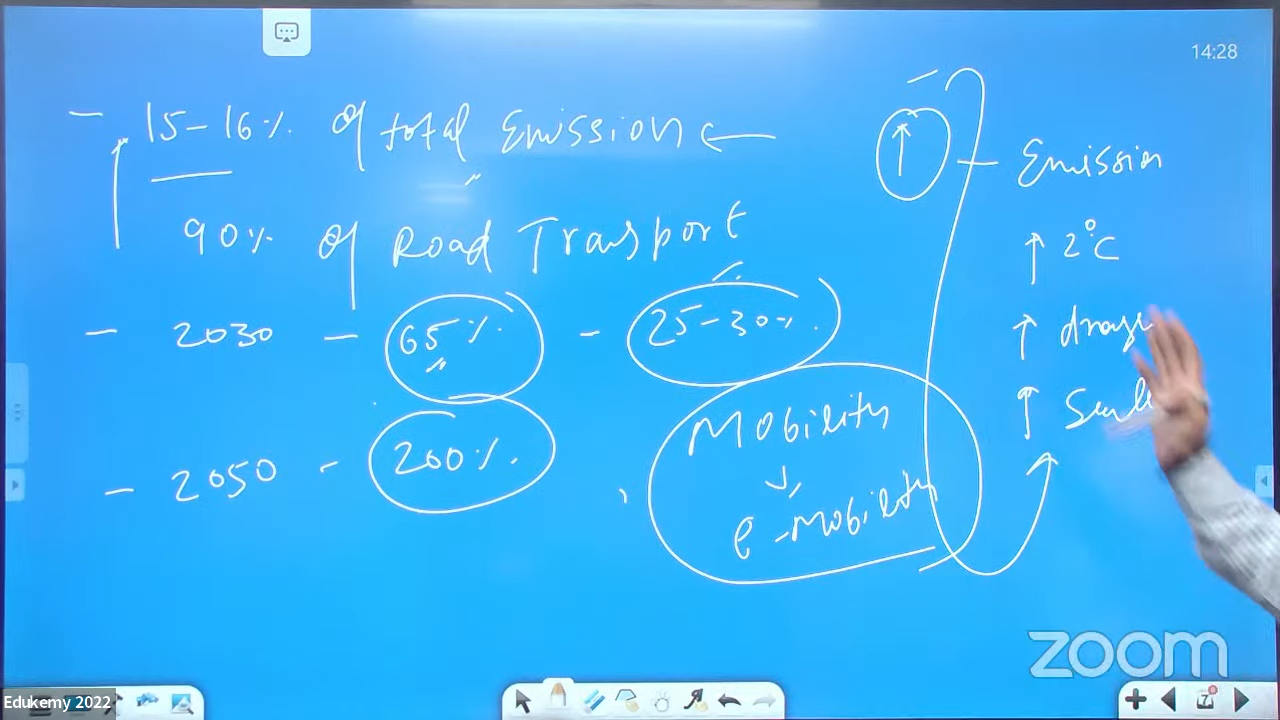 14:28
- 15-16% of total Emission ←
90% of Road Transport
- 2030 - 65% - 25-30%.
- 2050 - 200%.
Mobility
↓
e-Mobility
↑ - Emission
↑ 2°C
↑
↑
zoom
Edukemy 2022